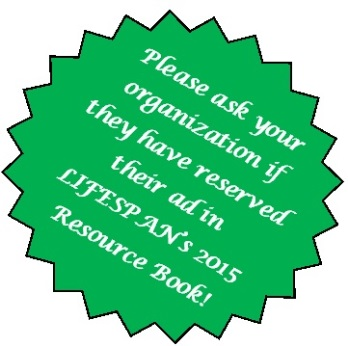 Please ask your
organization if
they have reserved
their ad in
LIFESPAN's 2015
Resource Book!